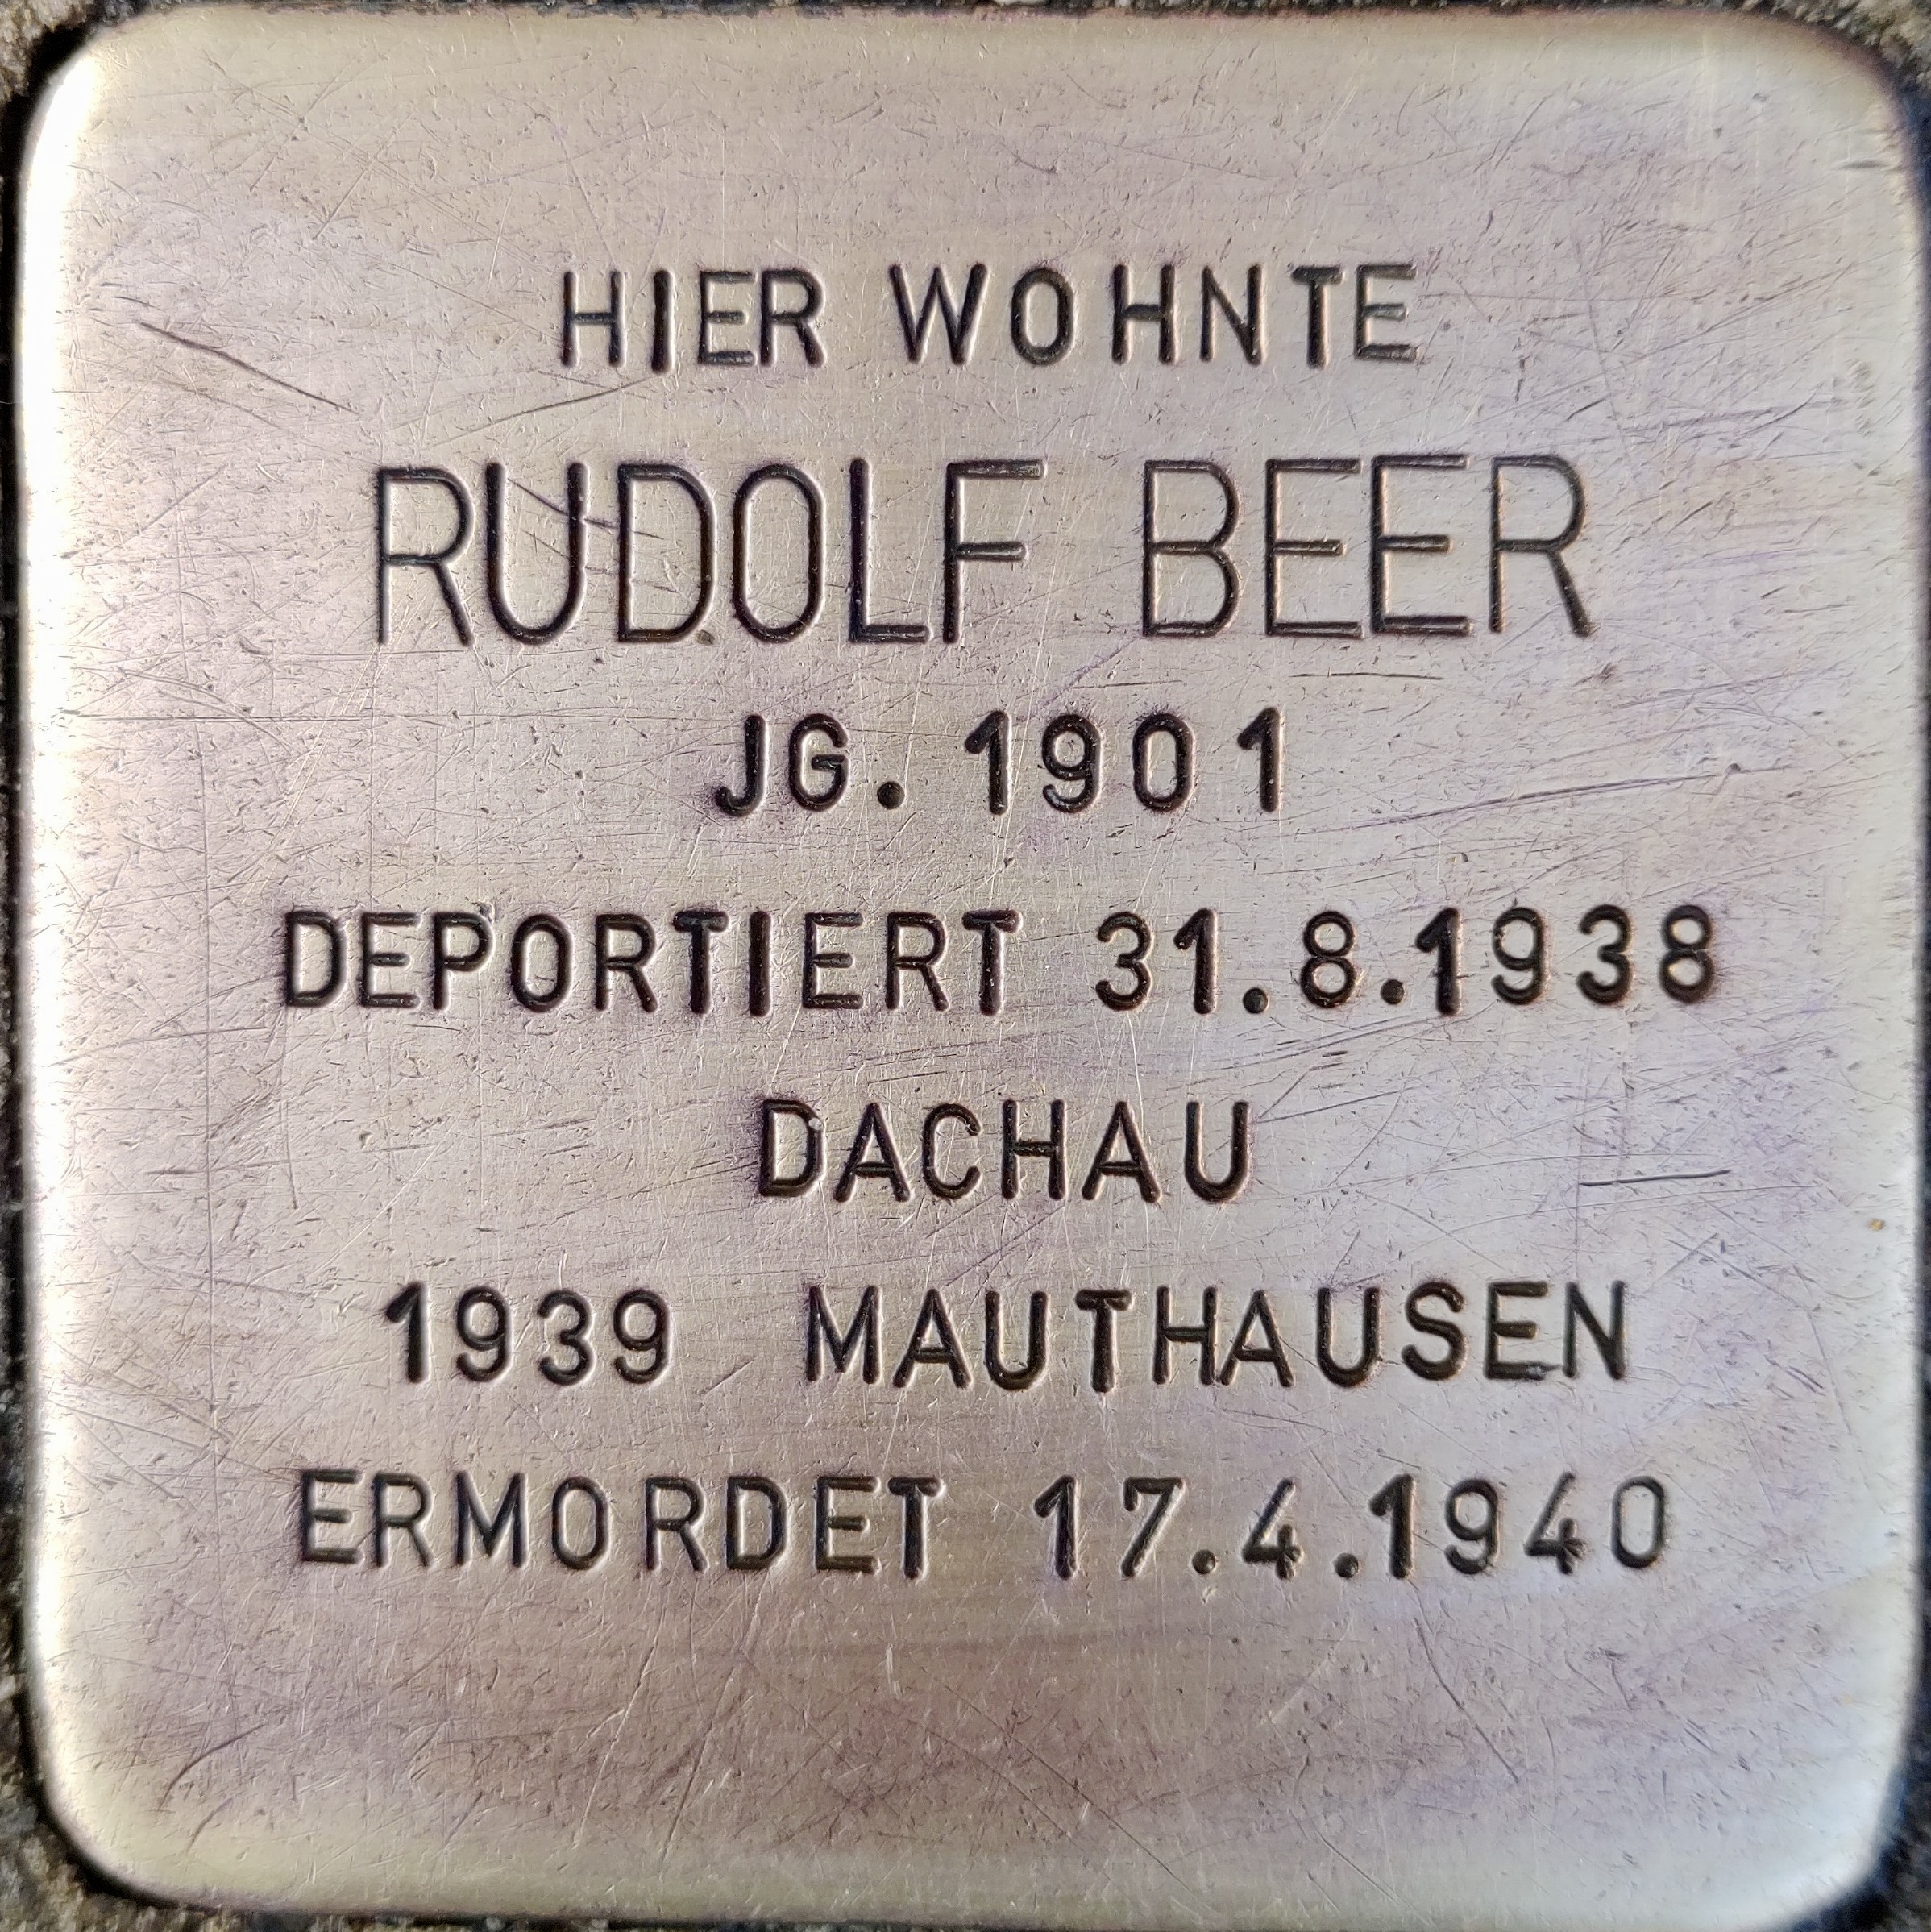 HIER WOHNTE
RUDOLF BEER
JG. 1901
DEPORTIERT 31.8.1938
DACHAU
1939 MAUTHAUSEN
ERMORDET 17.4.1940